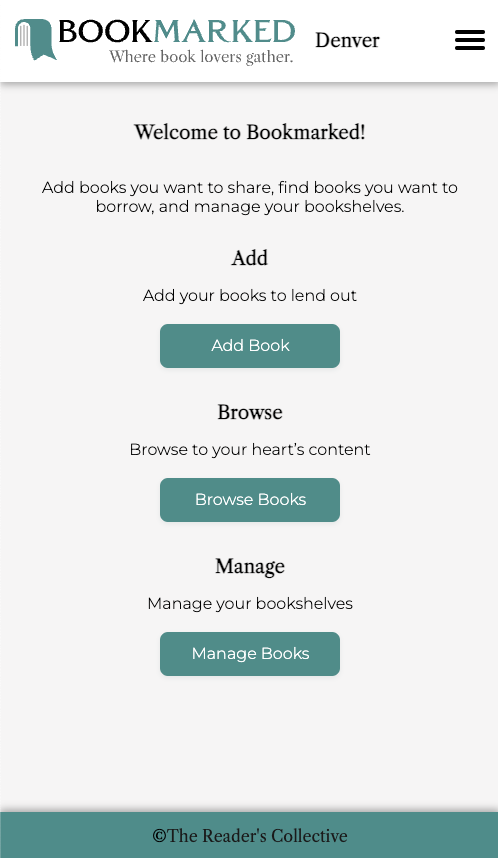 BOOKMARKED
Where book lovers gather.
Denver
Welcome to Bookmarked!
Add books you want to share, find books you want to
borrow, and manage your bookshelves.
Add
Add your books to lend out
Add Book
Browse
Browse to your heart’s content
Browse Books
Manage
Manage your bookshelves
Manage Books
©The Reader's Collective